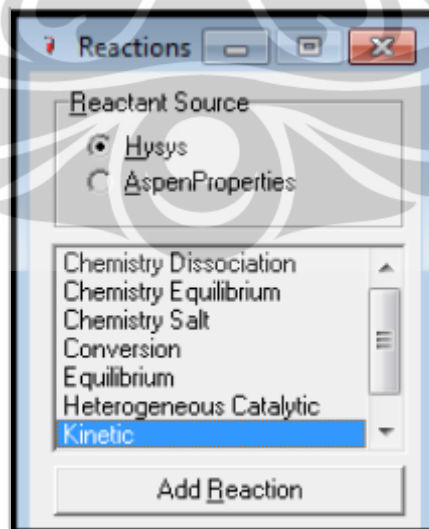 Reactions
Reactant Source
Hysys
AspenProperties
Chemistry Dissociation
Chemistry Equilibrium
Chemistry Salt
Conversion
Equilibrium
Heterogeneous Catalytic
Kinetic
Add Reaction